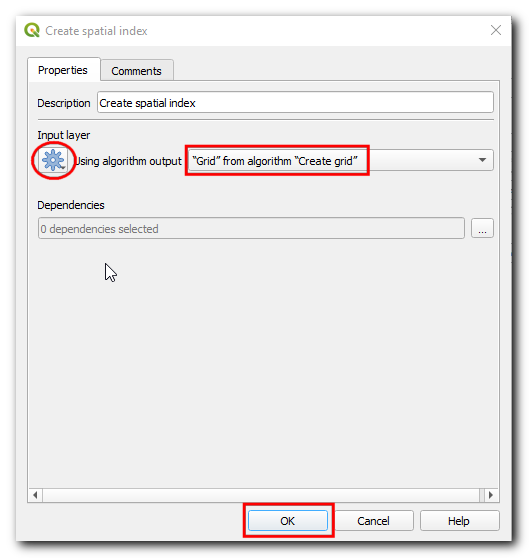 Create spatial index
Properties
Comments
Description
Create spatial index
Input layer
Using algorithm output
“Grid” from algorithm “Create grid”
Dependencies
0 dependencies selected
...
OK
Cancel
Help